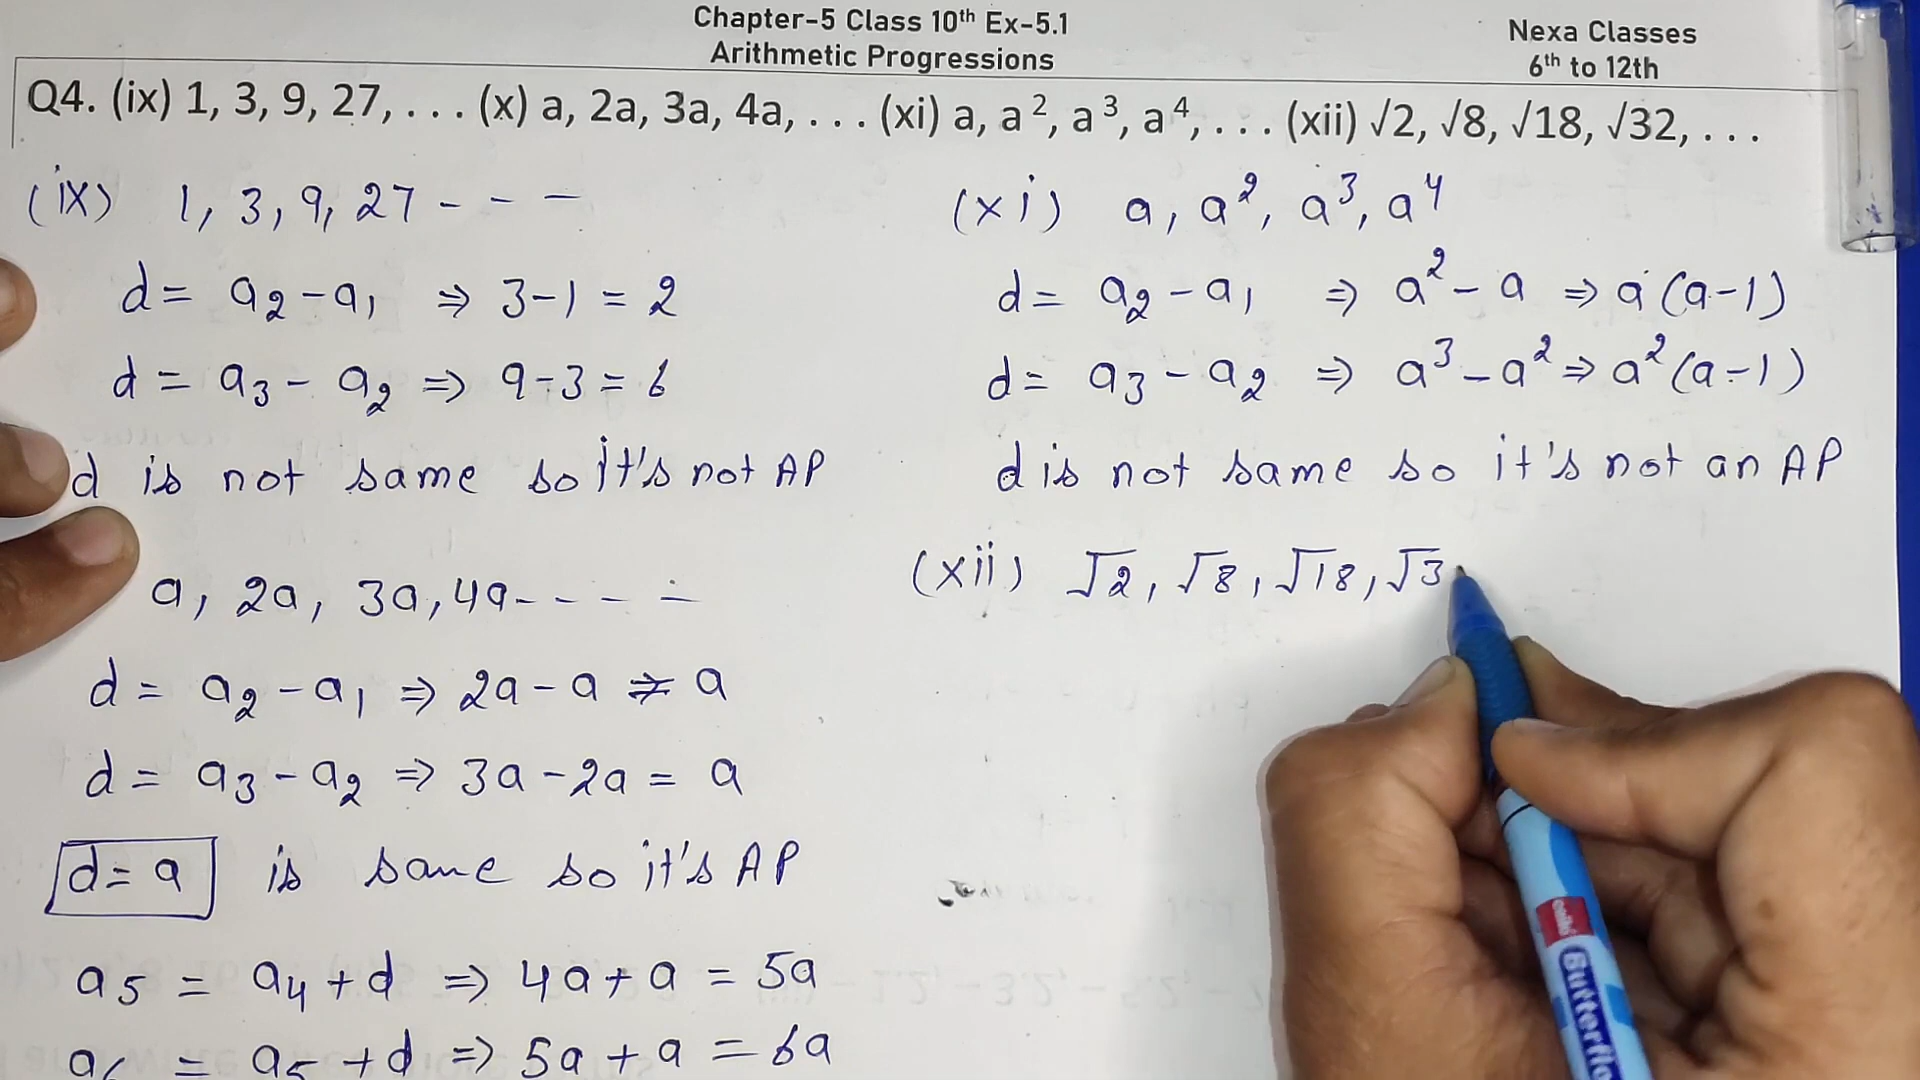 Chapter-5 Class 10th Ex-5.1
Arithmetic Progressions
Nexa Classes
6th to 12th
Q4. (ix) 1, 3, 9, 27, . . . (x) a, 2a, 3a, 4a, . . . (xi) a, a², a³, a⁴, . . . (xii) √2, √8, √18, √32, . . .
(ix) 1, 3, 9, 27 - - -
d = a₂ - a₁ ⇒ 3-1 = 2
d = a₃ - a₂ ⇒ 9-3 = 6
d is not same so it's not AP
a, 2a, 3a, 4a - - - -
d = a₂ - a₁ ⇒ 2a - a ⇒ a
d = a₃ - a₂ ⇒ 3a - 2a = a
d = a is same so it's AP
a₅ = a₄ + d ⇒ 4a + a = 5a
a₆ = a₅ + d ⇒ 5a + a = 6a
(xi) a, a², a³, a⁴
d = a₂ - a₁ ⇒ a² - a ⇒ a (a-1)
d = a₃ - a₂ ⇒ a³ - a² ⇒ a² (a-1)
d is not same so it's not an AP
(xii) √2, √8, √18, √3
cello
Butterflo